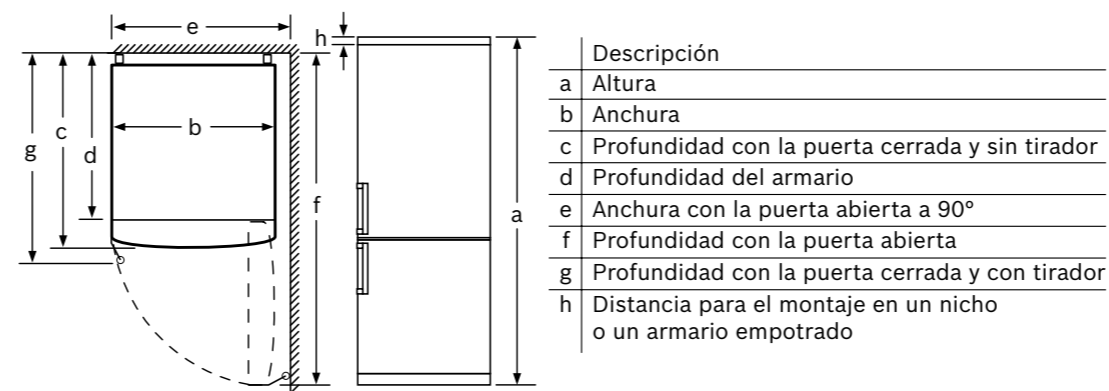 e
h
c
b
g
d
f
a
Descripción
a Altura
b Anchura
c Profundidad con la puerta cerrada y sin tirador
d Profundidad del armario
e Anchura con la puerta abierta a 90°
f Profundidad con la puerta abierta
g Profundidad con la puerta cerrada y con tirador
h Distancia para el montaje en un nicho
o un armario empotrado